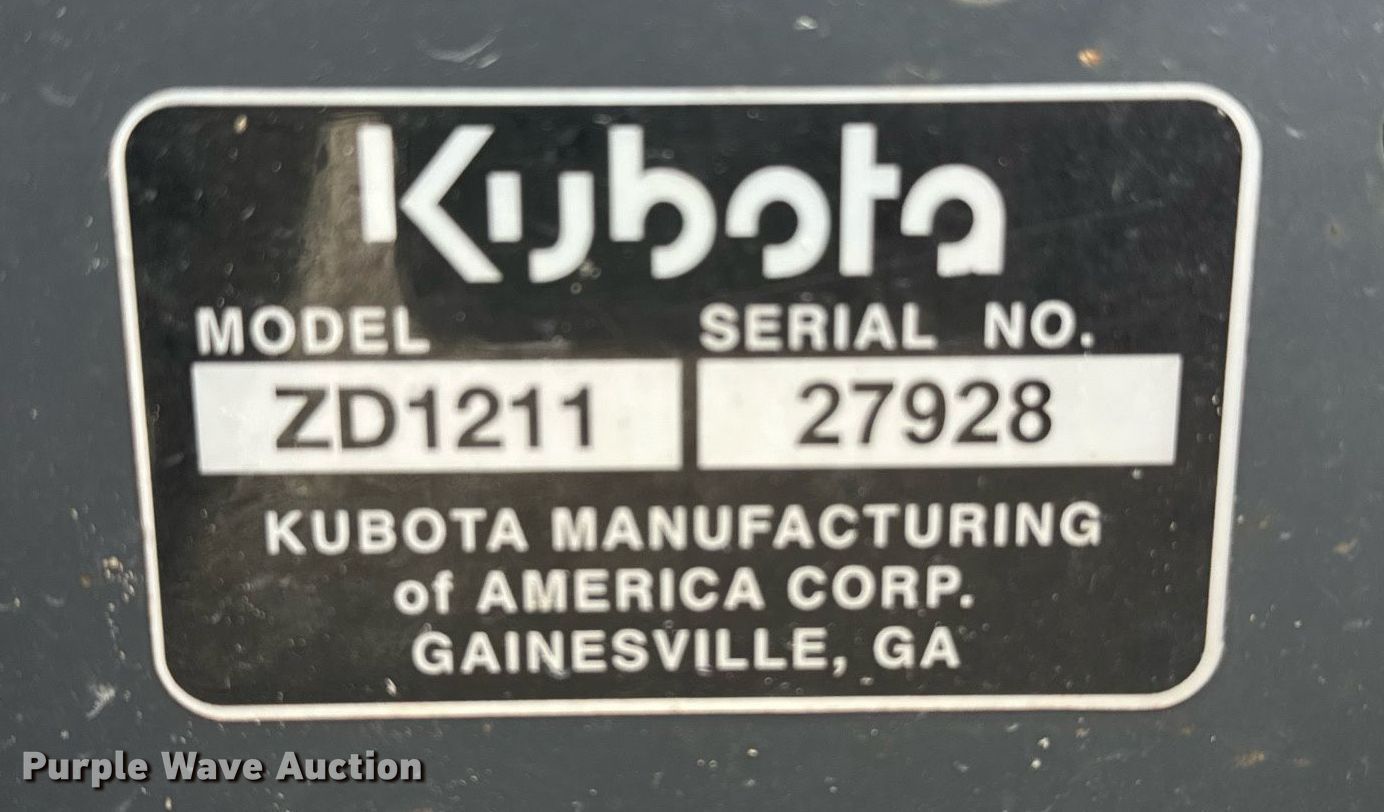 Kubota
MODEL SERIAL NO.
ZD1211 27928
KUBOTA MANUFACTURING
of AMERICA CORP.
GAINESVILLE, GA
Purple Wave Auction